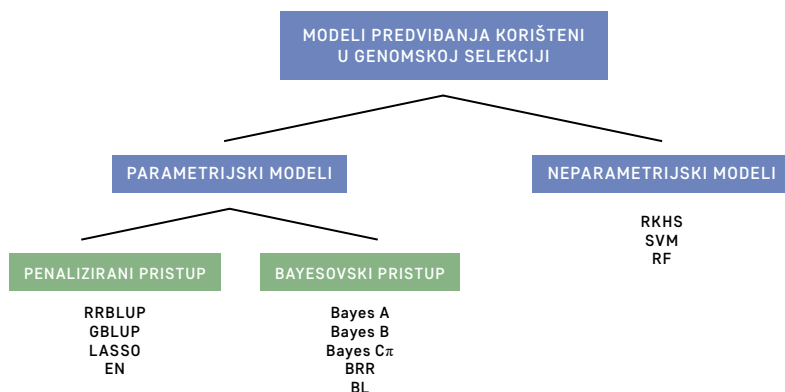 MODELI PREDVIĐANJA KORIŠTENI
U GENOMSKOJ SELEKCIJI
PARAMETRIJSKI MODELI
NEPARAMETRIJSKI MODELI
RKHS
SVM
RF
PENALIZIRANI PRISTUP
BAYESOVSKI PRISTUP
RRBLUP
GBLUP
LASSO
EN
Bayes A
Bayes B
Bayes Cπ
BRR
BL